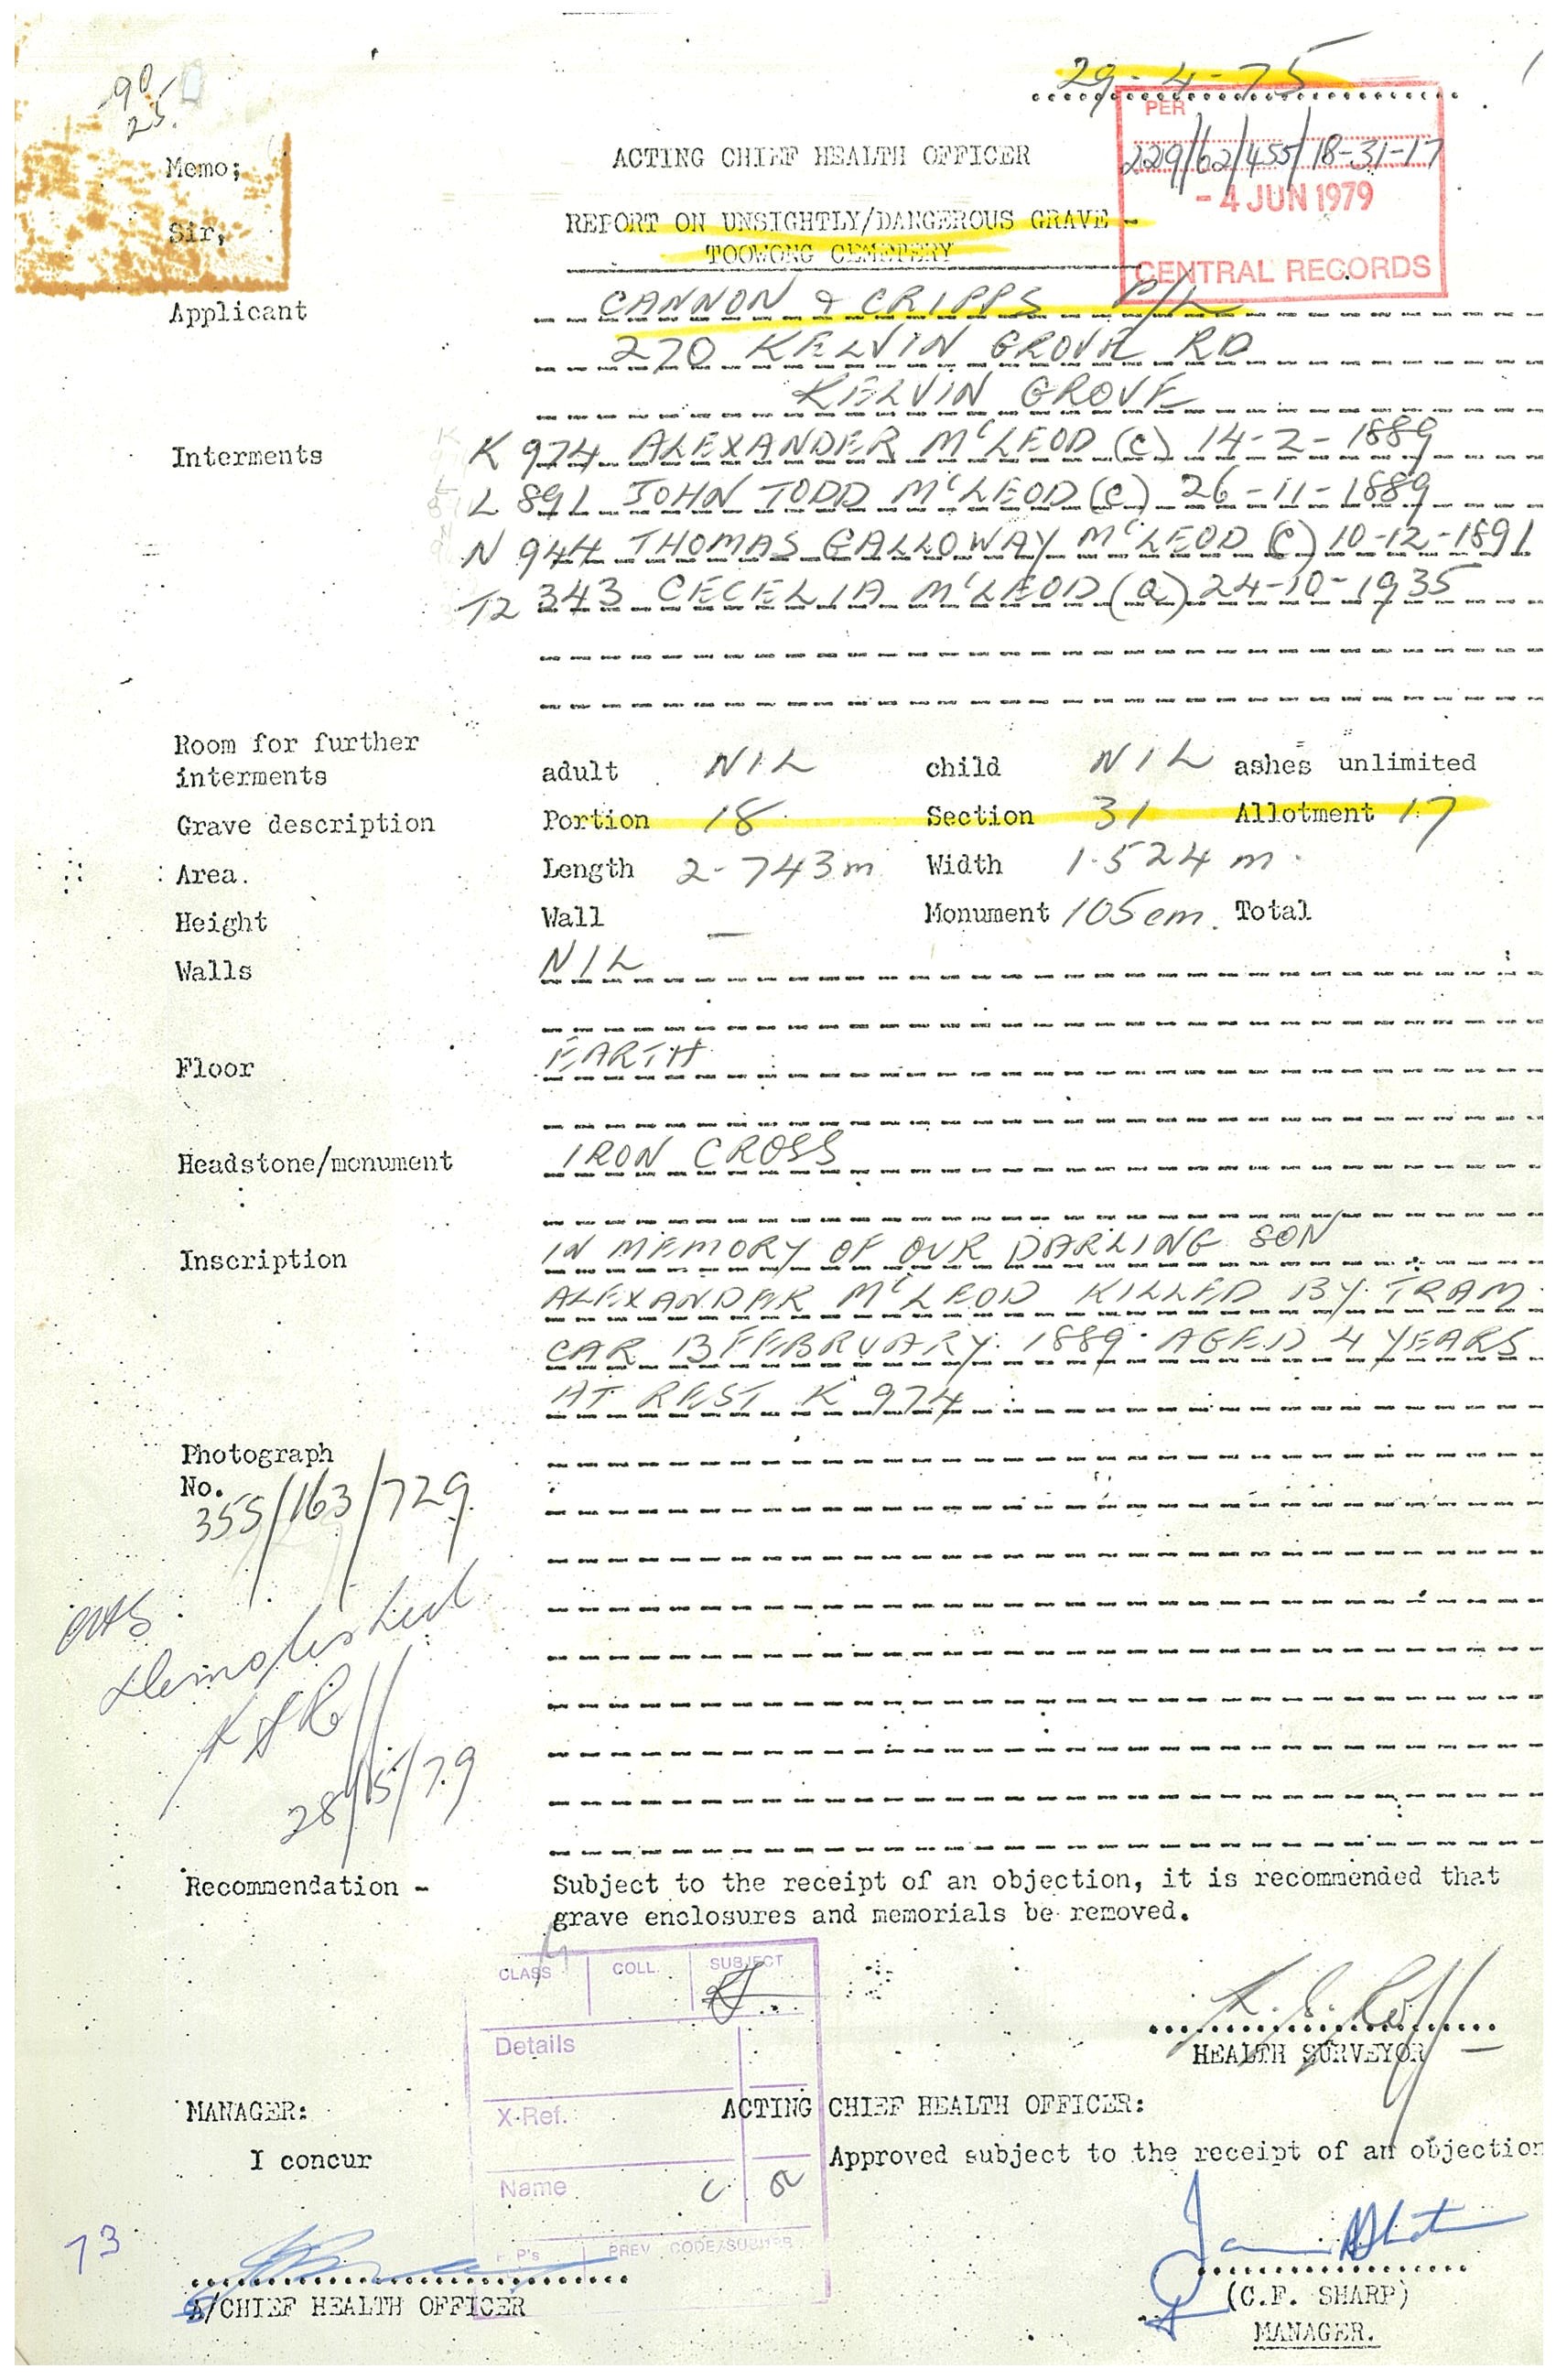 29-4-75
90
25.
PER
229/62/455/18-31-17
- 4 JUN 1979
CENTRAL RECORDS
Memo;
ACTING CHIEF HEALTH OFFICER
Sir,
REPORT ON UNSIGHTLY/DANGEROUS GRAVE -
TOOWONG CEMETERY
Applicant CANNON & CRIPPS P/L
270 KELVIN GROVE RD
KELVIN GROVE
Interments K 974 ALEXANDER McLEOD (C) 14-2-1889
L 891 JOHN TODD McLEOD (C) 26-11-1889
N 944 THOMAS GALLOWAY McLEOD (C) 10-12-1891
T2 343 CECELIA McLEOD (a) 24-10-1935
Room for further
interments adult NIL child NIL ashes unlimited
Grave description Portion 18 Section 31 Allotment 17
Area. Length 2.743m Width 1.524 m.
Height Wall — Monument 105cm. Total
Walls NIL
Floor EARTH
Headstone/monument IRON CROSS
Inscription IN MEMORY OF OUR DARLING SON
ALEXANDER McLEOD KILLED BY TRAM
CAR 13 FEBRUARY 1889 AGED 4 YEARS
AT REST K 974
Photograph
No.
355/163/729
Demolished
28/5/79
Recommendation - Subject to the receipt of an objection, it is recommended that
grave enclosures and memorials be removed.
CLASS COLL. SUBJECT
Details
HEALTH SURVEYOR
X-Ref.
MANAGER: ACTING CHIEF HEALTH OFFICER:
I concur Approved subject to the receipt of an objection
Name
73
P's PREV CODE/SUBJECT
A/CHIEF HEALTH OFFICER
(C.F. SHARP)
MANAGER.